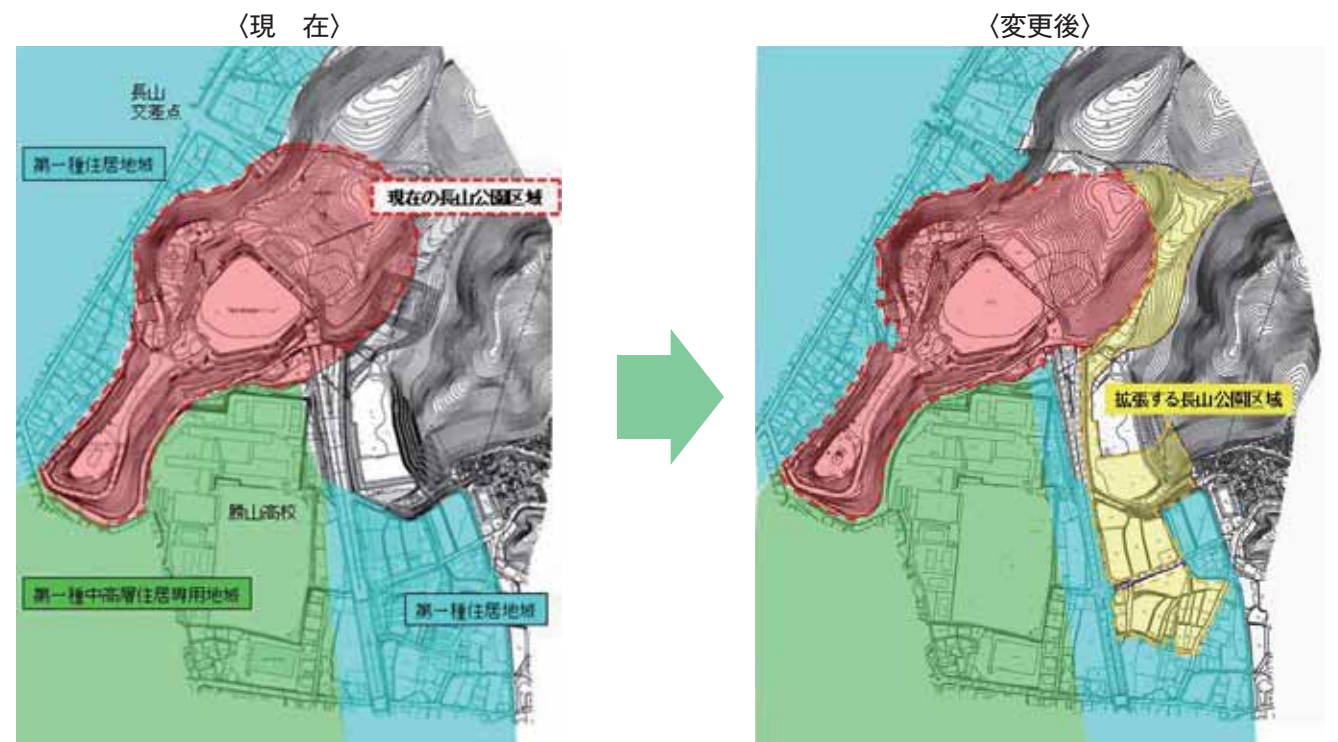 〈現　在〉
〈変更後〉
長山
交差点
第一種住居地域
現在の長山公園区域
拡張する長山公園区域
勝山高校
第一種中高層住居専用地域
第一種住居地域